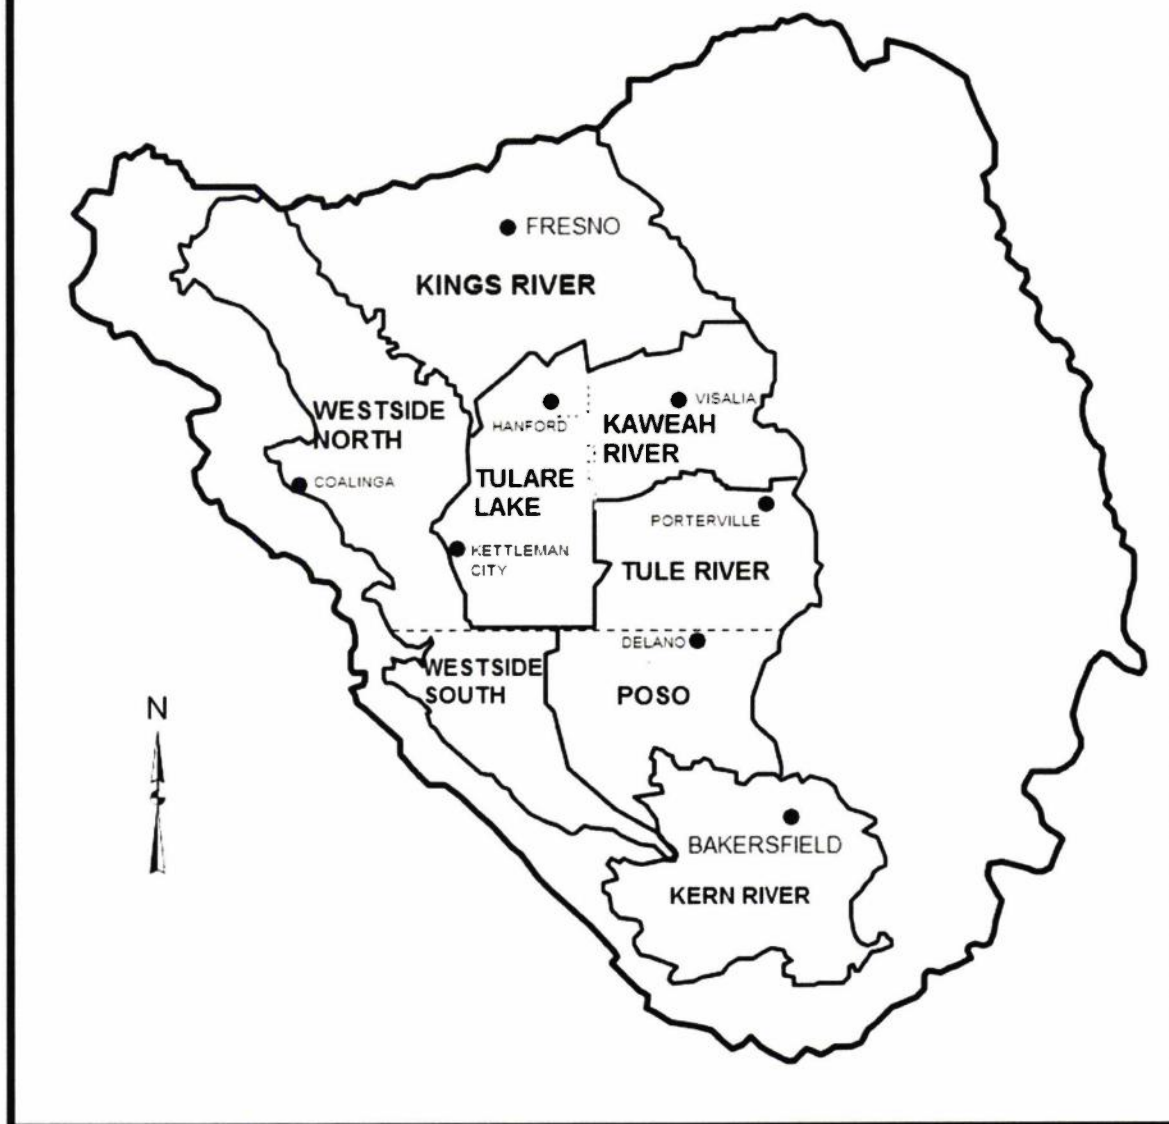 FRESNO
KINGS RIVER
VISALIA
HANFORD
KAWEAH
RIVER
WESTSIDE
NORTH
COALINGA
TULARE
LAKE
PORTERVILLE
KETTLEMAN
CITY
TULE RIVER
DELANO
WESTSIDE
SOUTH
POSO
N
BAKERSFIELD
KERN RIVER